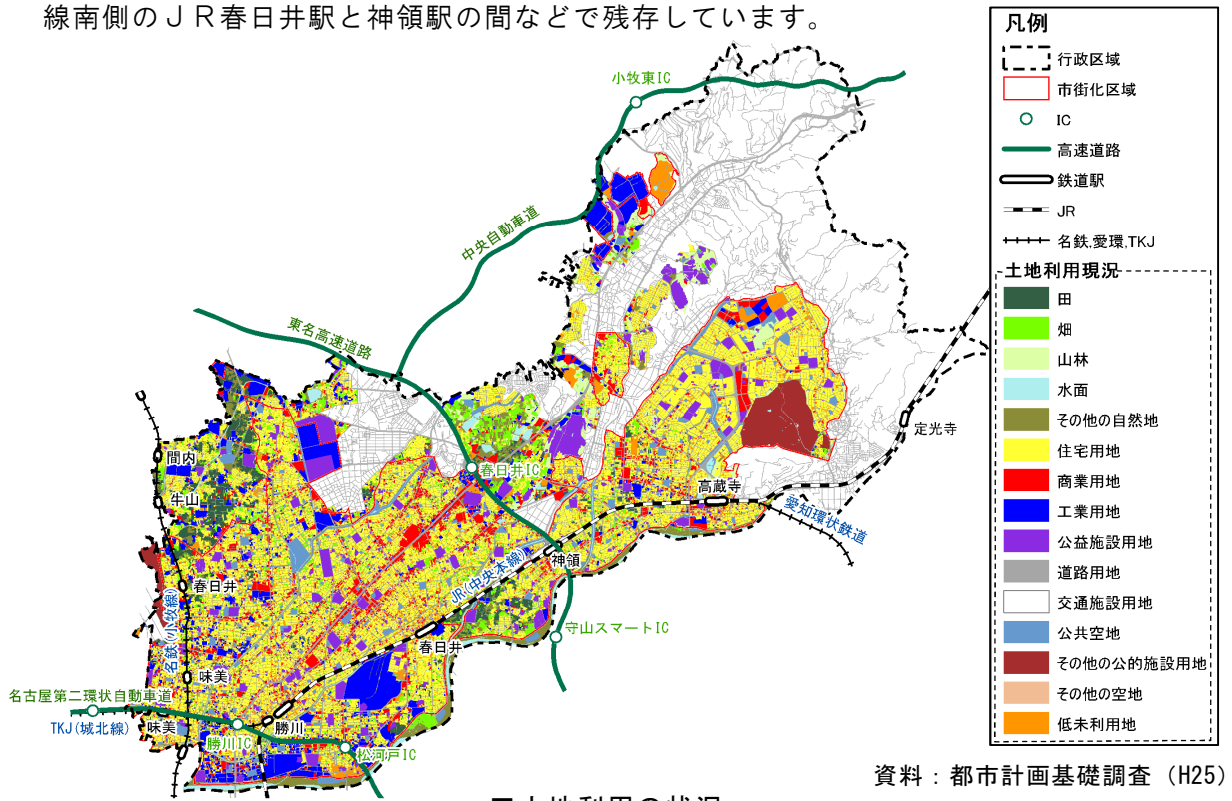 線南側のＪＲ春日井駅と神領駅の間などで残存しています。
小牧東IC
中央自動車道
東名高速道路
間内
牛山
春日井IC
定光寺
高蔵寺
愛知環状鉄道
神領
JR(中央本線)
春日井
名鉄(小牧線)
守山スマートIC
春日井
味美
名古屋第二環状自動車道
TKJ(城北線)
味美
勝川
勝川IC
松河戸IC
凡例
行政区域
市街化区域
IC
高速道路
鉄道駅
JR
名鉄,愛環,TKJ
土地利用現況
田
畑
山林
水面
その他の自然地
住宅用地
商業用地
工業用地
公益施設用地
道路用地
交通施設用地
公共空地
その他の公的施設用地
その他の空地
低未利用地
資料：都市計画基礎調査（H25）